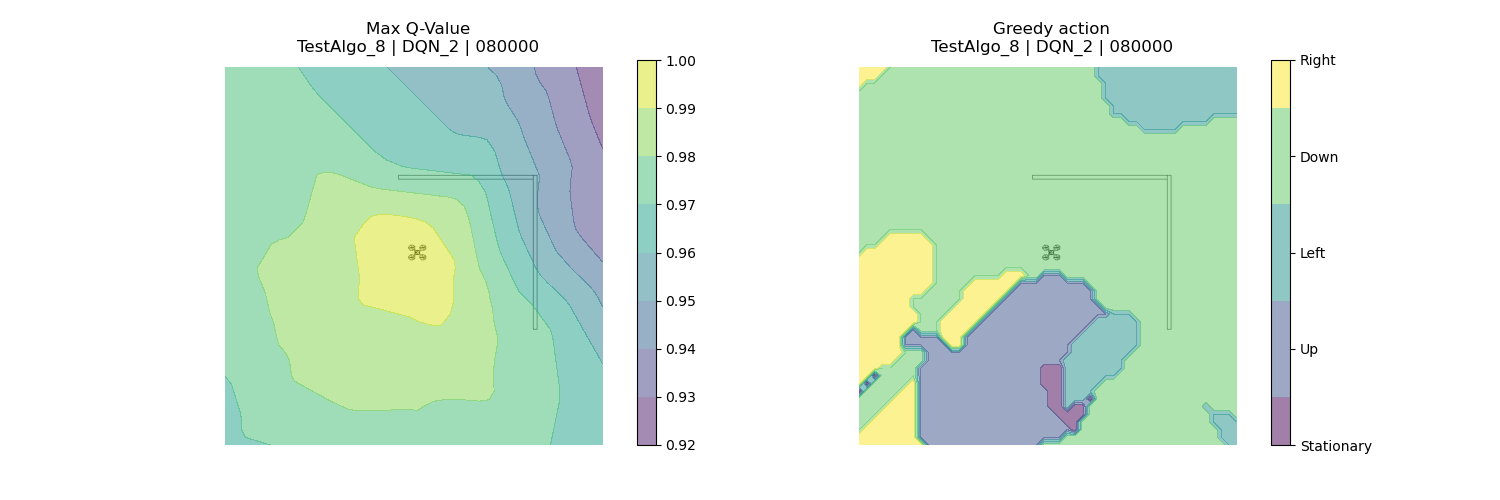 Max Q-Value
TestAlgo_8 | DQN_2 | 080000
1.00
0.99
0.98
0.97
0.96
0.95
0.94
0.93
0.92
Greedy action
TestAlgo_8 | DQN_2 | 080000
Right
Down
Left
Up
Stationary